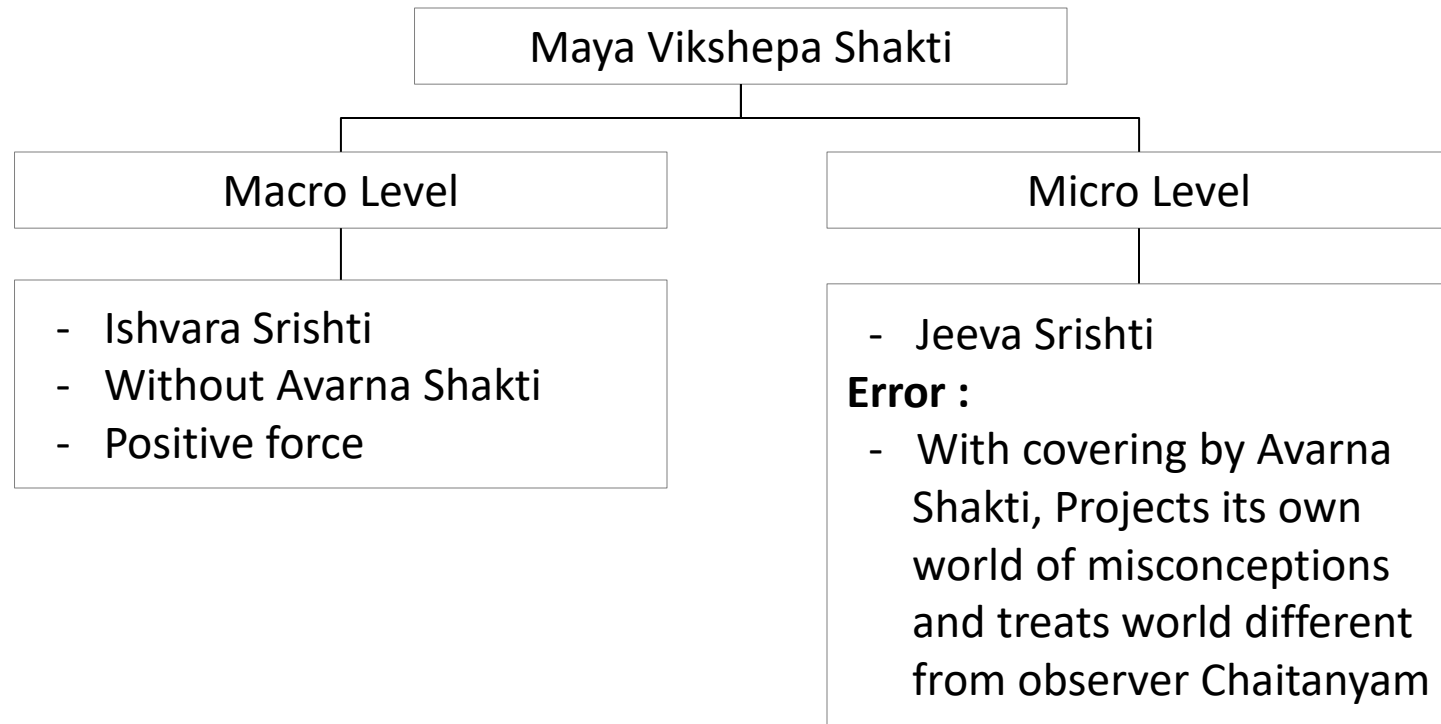 Maya Vikshepa Shakti
Macro Level
- Ishvara Srishti
- Without Avarna Shakti
- Positive force
Micro Level
- Jeeva Srishti
Error :
- With covering by Avarna
Shakti, Projects its own
world of misconceptions
and treats world different
from observer Chaitanyam